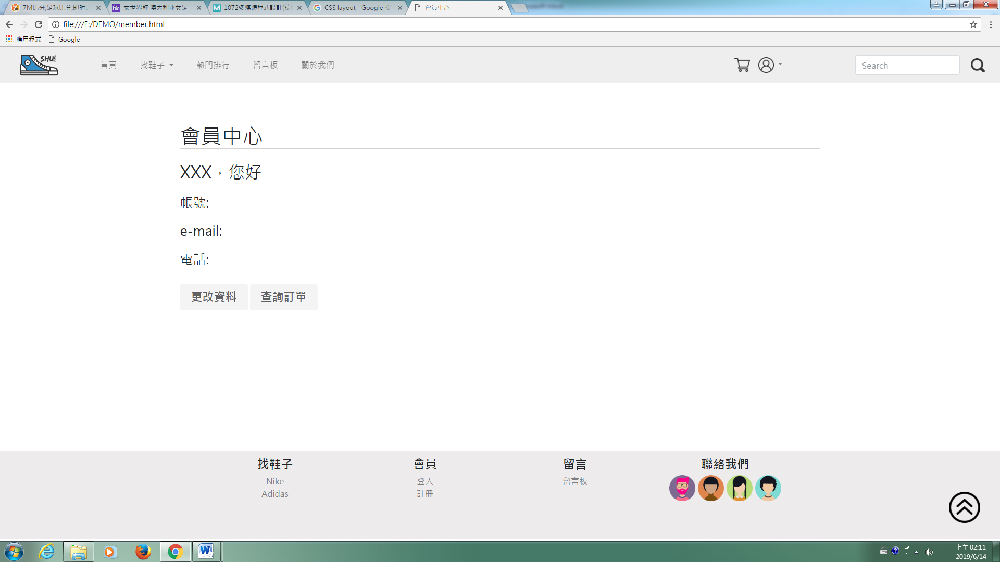 7M比分,足球比分,即时比
女世界杯 澳大利亚女足 -
1072多媒體程式設計(遠
CSS layout - Google 搜
會員中心
file:///F:/DEMO/member.html
應用程式
Google
SHU!
首頁
找鞋子
熱門排行
留言板
關於我們
Search
會員中心
XXX，您好
帳號:
e-mail:
電話:
更改資料
查詢訂單
找鞋子
Nike
Adidas
會員
登入
註冊
留言
留言板
聯絡我們
上午 02:11
2019/6/14